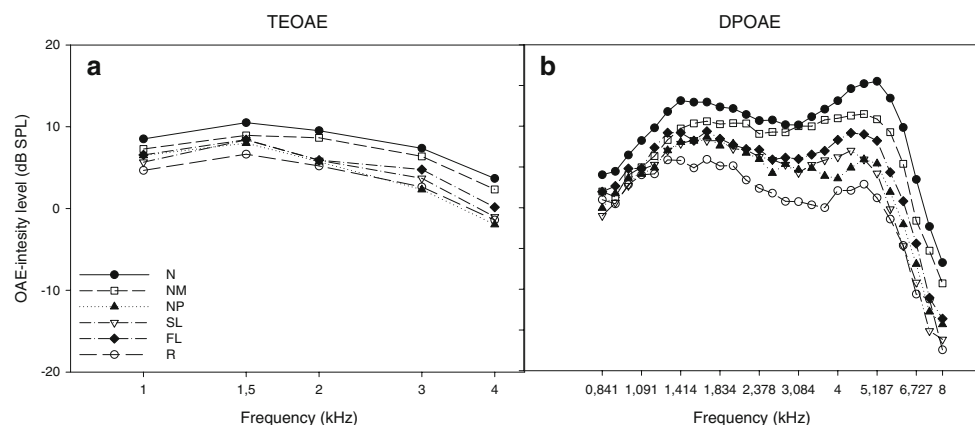 TEOAE
DPOAE
a
b
20
10
0
-10
-20
OAE-intesity level (dB SPL)
N
NM
NP
SL
FL
R
1 1,5 2 3 4
Frequency (kHz)
0,841 1,091 1,414 1,834 2,378 3,084 4 5,187 6,727 8
Frequency (kHz)